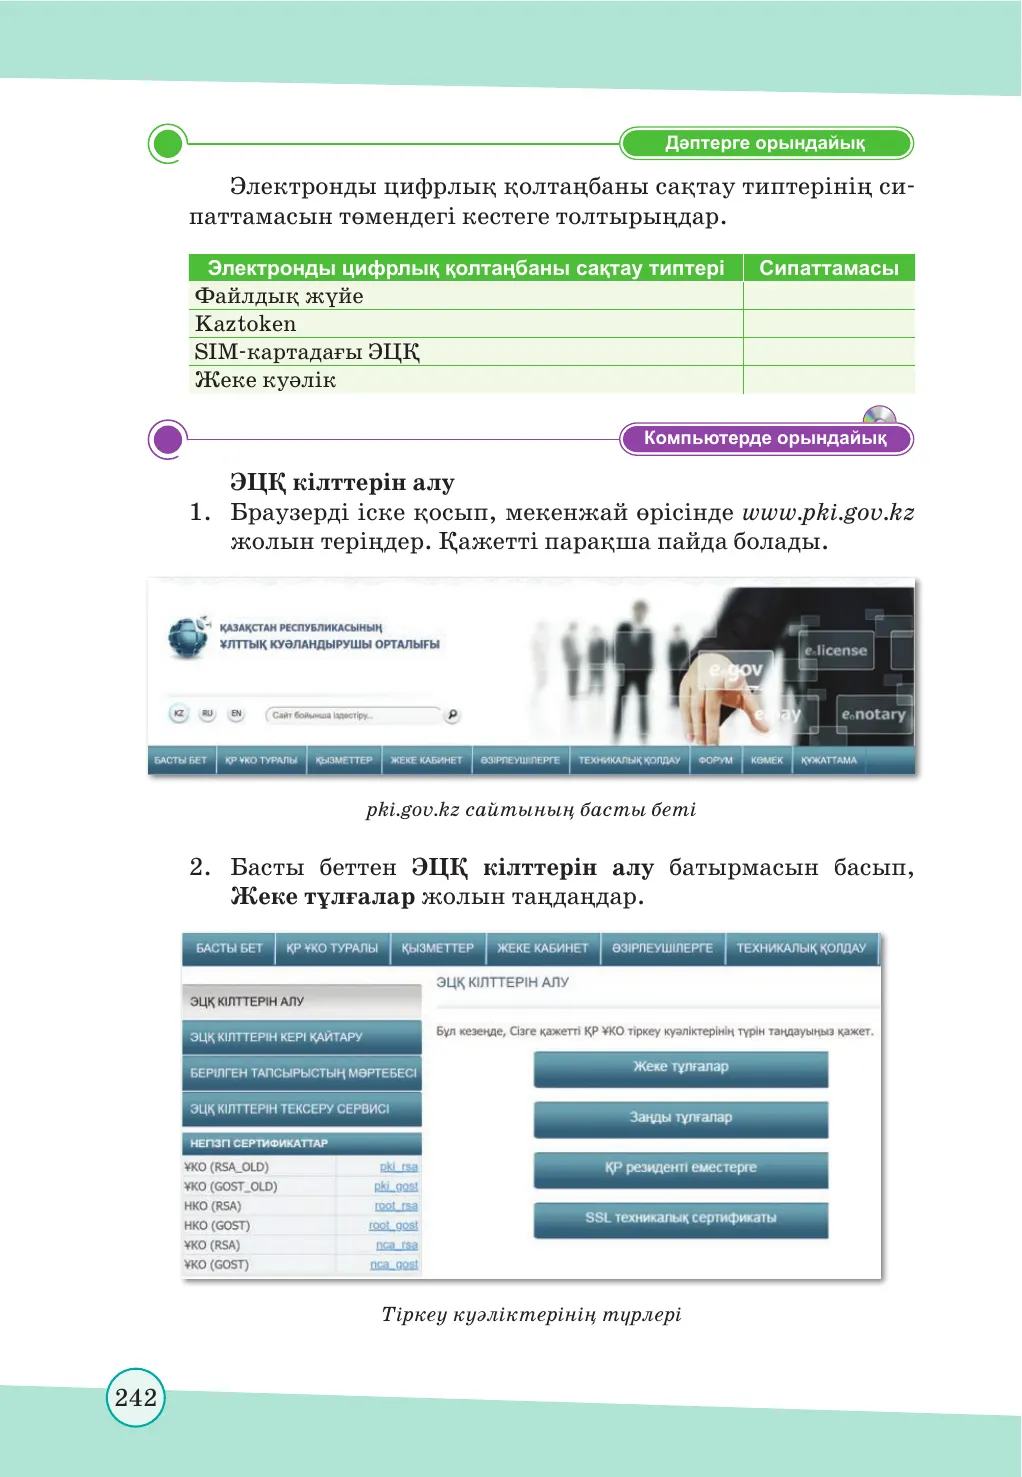 Дәптерге орындайық
Электронды цифрлық қолтаңбаны сақтау типтерінің си-
паттамасын төмендегі кестеге толтырыңдар.
Электронды цифрлық қолтаңбаны сақтау типтері Сипаттамасы
Файлдық жүйе
Kaztoken
SIM-картадағы ЭЦҚ
Жеке куәлік
Компьютерде орындайық
ЭЦҚ кілттерін алу
1. Браузерді іске қосып, мекенжай өрісінде www.pki.gov.kz
жолын теріңдер. Қажетті парақша пайда болады.
ҚАЗАҚСТАН РЕСПУБЛИКАСЫНЫҢ
ҰЛТТЫҚ КУӘЛАНДЫРУШЫ ОРТАЛЫҒЫ
e-license
e-gov
e-pay
e-notary
KZ RU EN Сайт бойынша іздестіру...
БАСТЫ БЕТ ҚР ҰКО ТУРАЛЫ ҚЫЗМЕТТЕР ЖЕКЕ КАБИНЕТ ӘЗІРЛЕУШІЛЕРГЕ ТЕХНИКАЛЫҚ ҚОЛДАУ ФОРУМ КӨМЕК ҚҰЖАТТАМА
pki.gov.kz сайтының басты беті
2. Басты беттен ЭЦҚ кілттерін алу батырмасын басып,
Жеке тұлғалар жолын таңдаңдар.
БАСТЫ БЕТ ҚР ҰКО ТУРАЛЫ ҚЫЗМЕТТЕР ЖЕКЕ КАБИНЕТ ӘЗІРЛЕУШІЛЕРГЕ ТЕХНИКАЛЫҚ ҚОЛДАУ
ЭЦҚ КІЛТТЕРІН АЛУ
ЭЦҚ КІЛТТЕРІН КЕРІ ҚАЙТАРУ
БЕРІЛГЕН ТАПСЫРЫСТЫҢ МӘРТЕБЕСІ
ЭЦҚ КІЛТТЕРІН ТЕКСЕРУ СЕРВИСІ
НЕГІЗГІ СЕРТИФИКАТТАР
ҰКО (RSA_OLD) pki_rsa
ҰКО (GOST_OLD) pki_gost
НКО (RSA) root_rsa
НКО (GOST) root_gost
ҰКО (RSA) nca_rsa
ҰКО (GOST) nca_gost
ЭЦҚ КІЛТТЕРІН АЛУ
Бұл кезеңде, Сізге қажетті ҚР ҰКО тіркеу куәліктерінің түрін таңдауыңыз қажет.
Жеке тұлғалар
Заңды тұлғалар
ҚР резиденті еместерге
SSL техникалық сертификаты
Тіркеу куәліктерінің түрлері
242